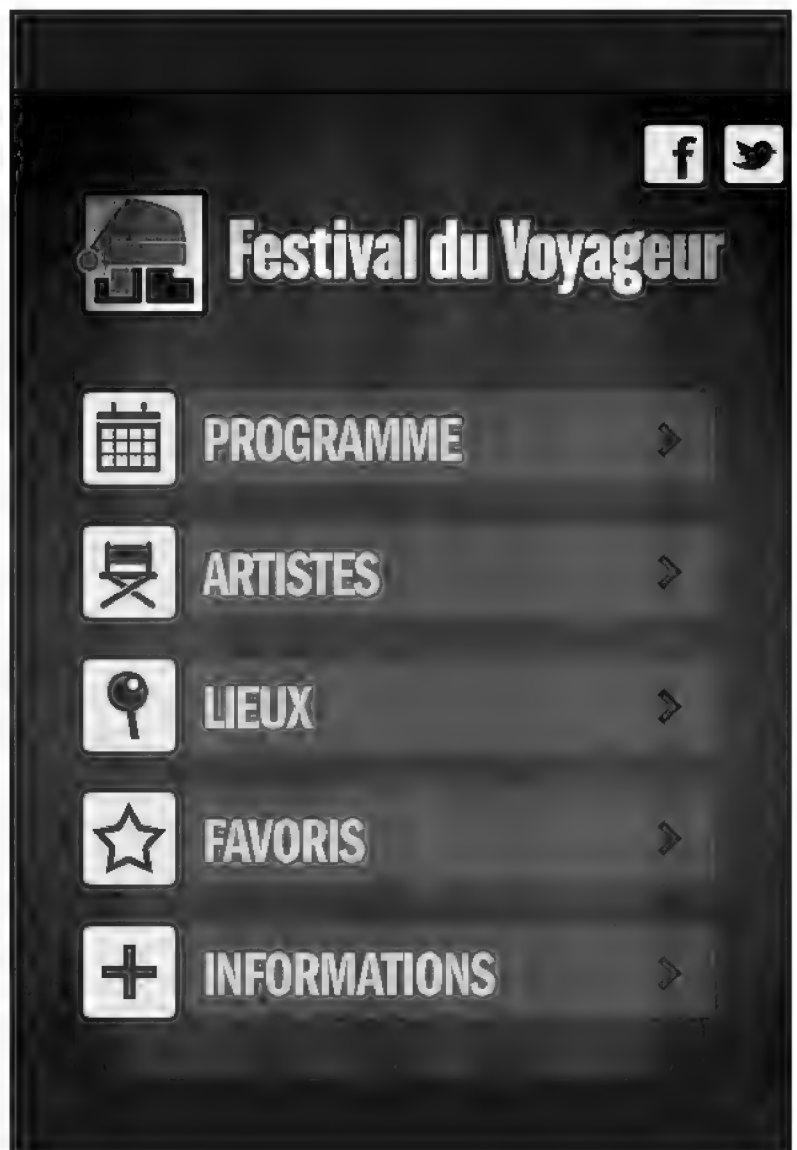 Festival du Voyageur
PROGRAMME
ARTISTES
LIEUX
FAVORIS
INFORMATIONS